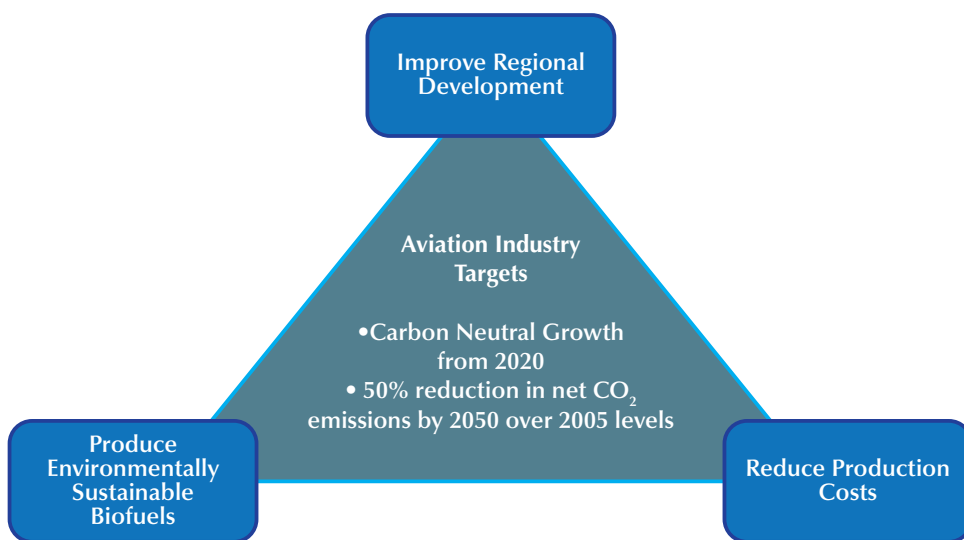 Improve Regional
Development
Aviation Industry
Targets
•Carbon Neutral Growth
from 2020
• 50% reduction in net CO₂
emissions by 2050 over 2005 levels
Produce
Environmentally
Sustainable
Biofuels
Reduce Production
Costs